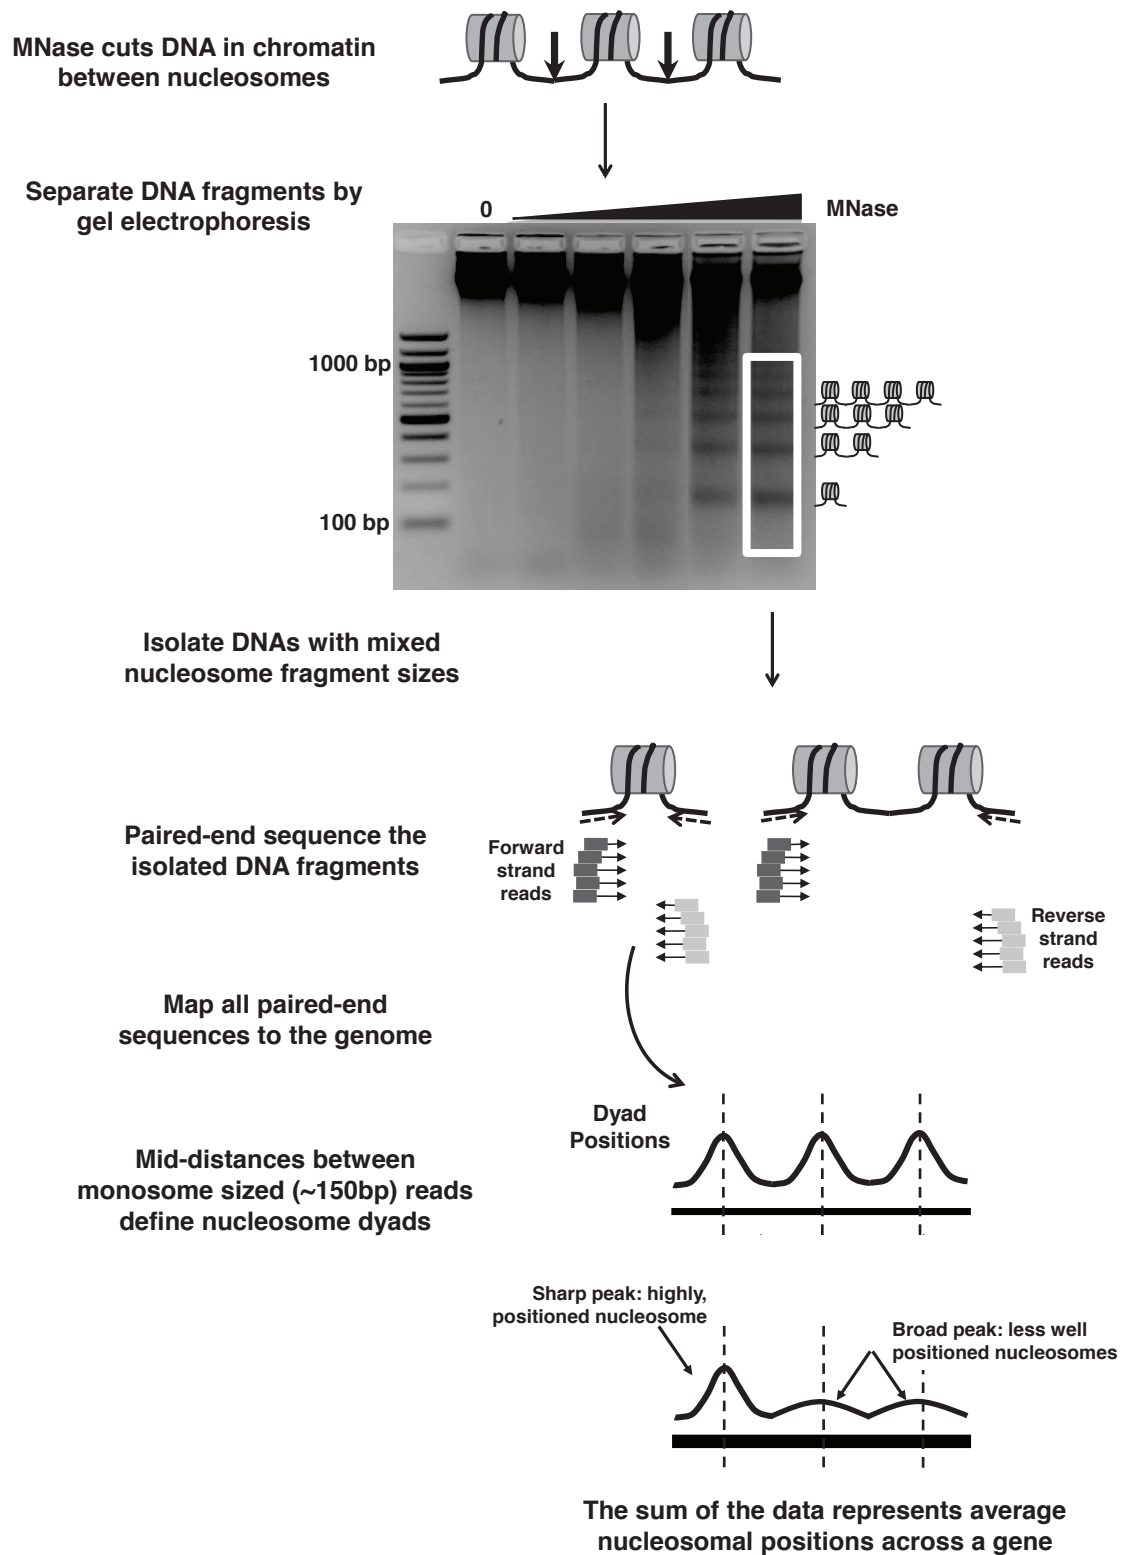 MNase cuts DNA in chromatin
between nucleosomes
Separate DNA fragments by
gel electrophoresis
0
MNase
1000 bp
100 bp
Isolate DNAs with mixed
nucleosome fragment sizes
Paired-end sequence the
isolated DNA fragments
Forward
strand
reads
Reverse
strand
reads
Map all paired-end
sequences to the genome
Dyad
Positions
Mid-distances between
monosome sized (~150bp) reads
define nucleosome dyads
Sharp peak: highly,
positioned nucleosome
Broad peak: less well
positioned nucleosomes
The sum of the data represents average
nucleosomal positions across a gene